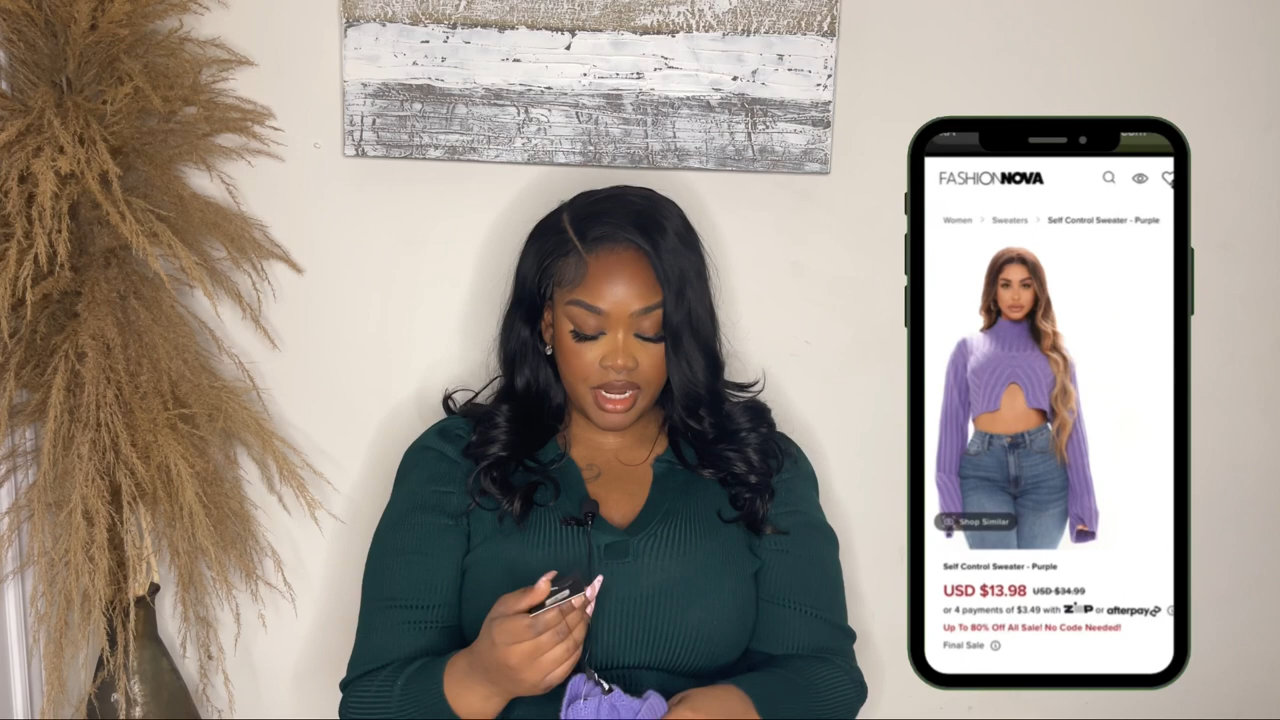 FASHIONNOVA
Women > Sweaters > Self Control Sweater - Purple
Shop Similar
Self Control Sweater - Purple
USD $13.98 USD $34.99
or 4 payments of $3.49 with ZIP or afterpay
Up To 80% Off All Sale! No Code Needed!
Final Sale